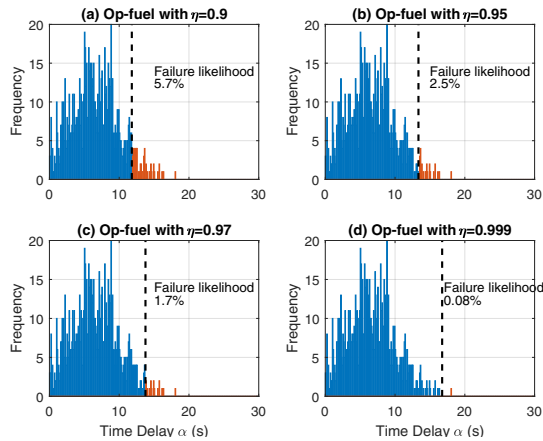 (a) Op-fuel with η=0.9
20
15
10
5
0
Frequency
Failure likelihood
5.7%
0 10 20 30
(b) Op-fuel with η=0.95
20
15
10
5
0
Frequency
Failure likelihood
2.5%
0 10 20 30
(c) Op-fuel with η=0.97
20
15
10
5
0
Frequency
Failure likelihood
1.7%
0 10 20 30
Time Delay α (s)
(d) Op-fuel with η=0.999
20
15
10
5
0
Frequency
Failure likelihood
0.08%
0 10 20 30
Time Delay α (s)